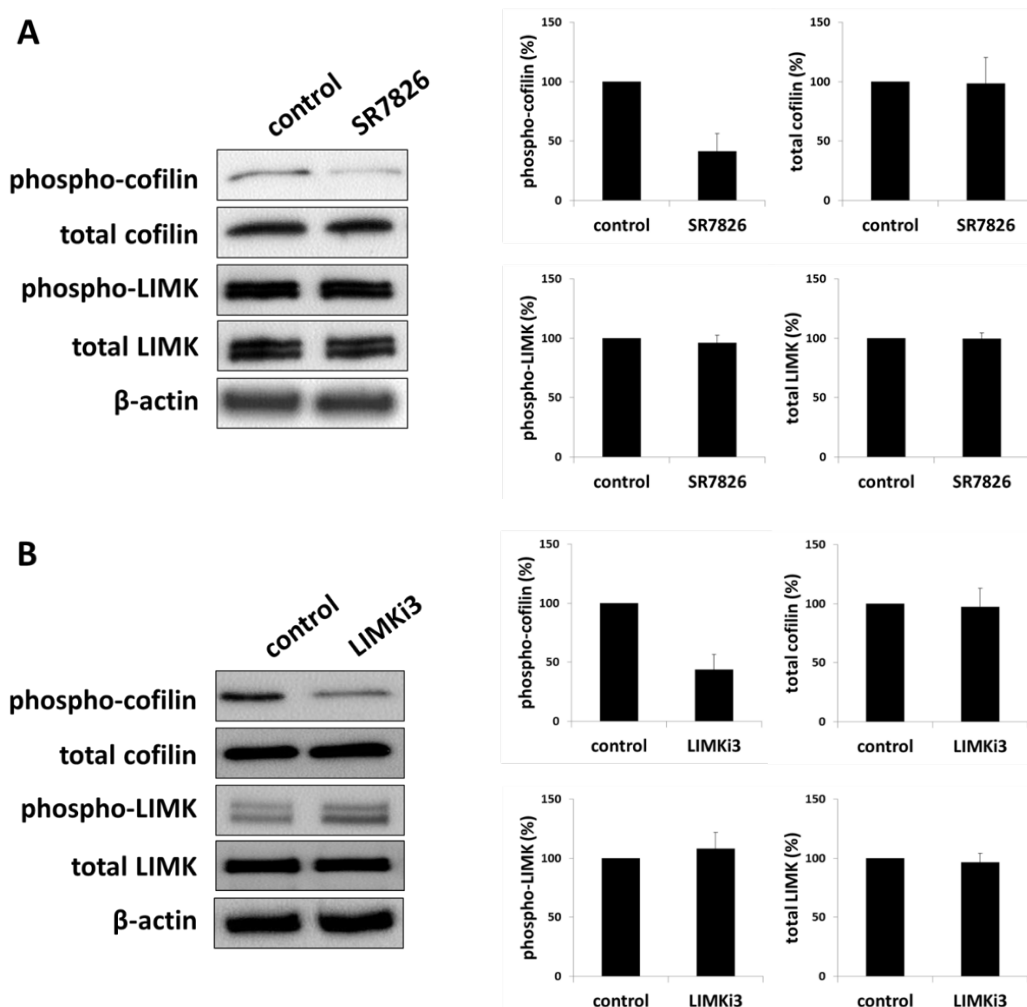 A
control
SR7826
phospho-cofilin
total cofilin
phospho-LIMK
total LIMK
β-actin
phospho-cofilin (%)
150
100
50
0
control
SR7826
total cofilin (%)
150
100
50
0
control
SR7826
phospho-LIMK (%)
150
100
50
0
control
SR7826
total LIMK (%)
150
100
50
0
control
SR7826
B
control
LIMKi3
phospho-cofilin
total cofilin
phospho-LIMK
total LIMK
β-actin
phospho-cofilin (%)
150
100
50
0
control
LIMKi3
total cofilin (%)
150
100
50
0
control
LIMKi3
phospho-LIMK (%)
150
100
50
0
control
LIMKi3
total LIMK (%)
150
100
50
0
control
LIMKi3